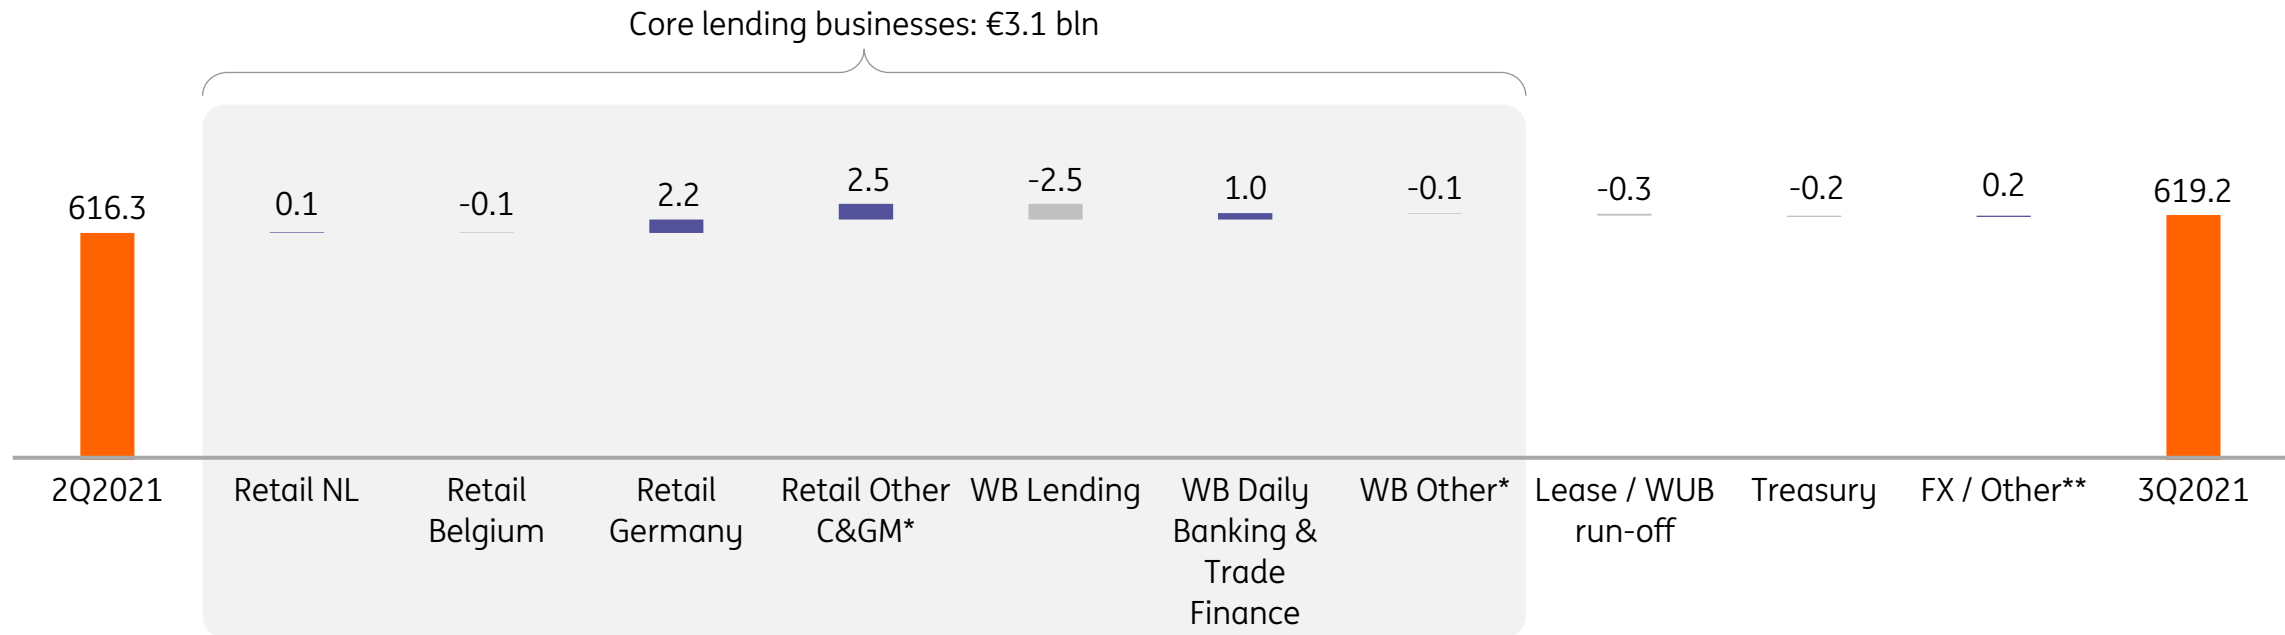 Core lending businesses: €3.1 bln
616.3
0.1
-0.1
2.2
2.5
-2.5
1.0
-0.1
-0.3
-0.2
0.2
619.2
2Q2021
Retail NL
Retail
Belgium
Retail
Germany
Retail Other
C&GM*
WB Lending
WB Daily
Banking &
Trade
Finance
WB Other*
Lease / WUB
run-off
Treasury
FX / Other**
3Q2021